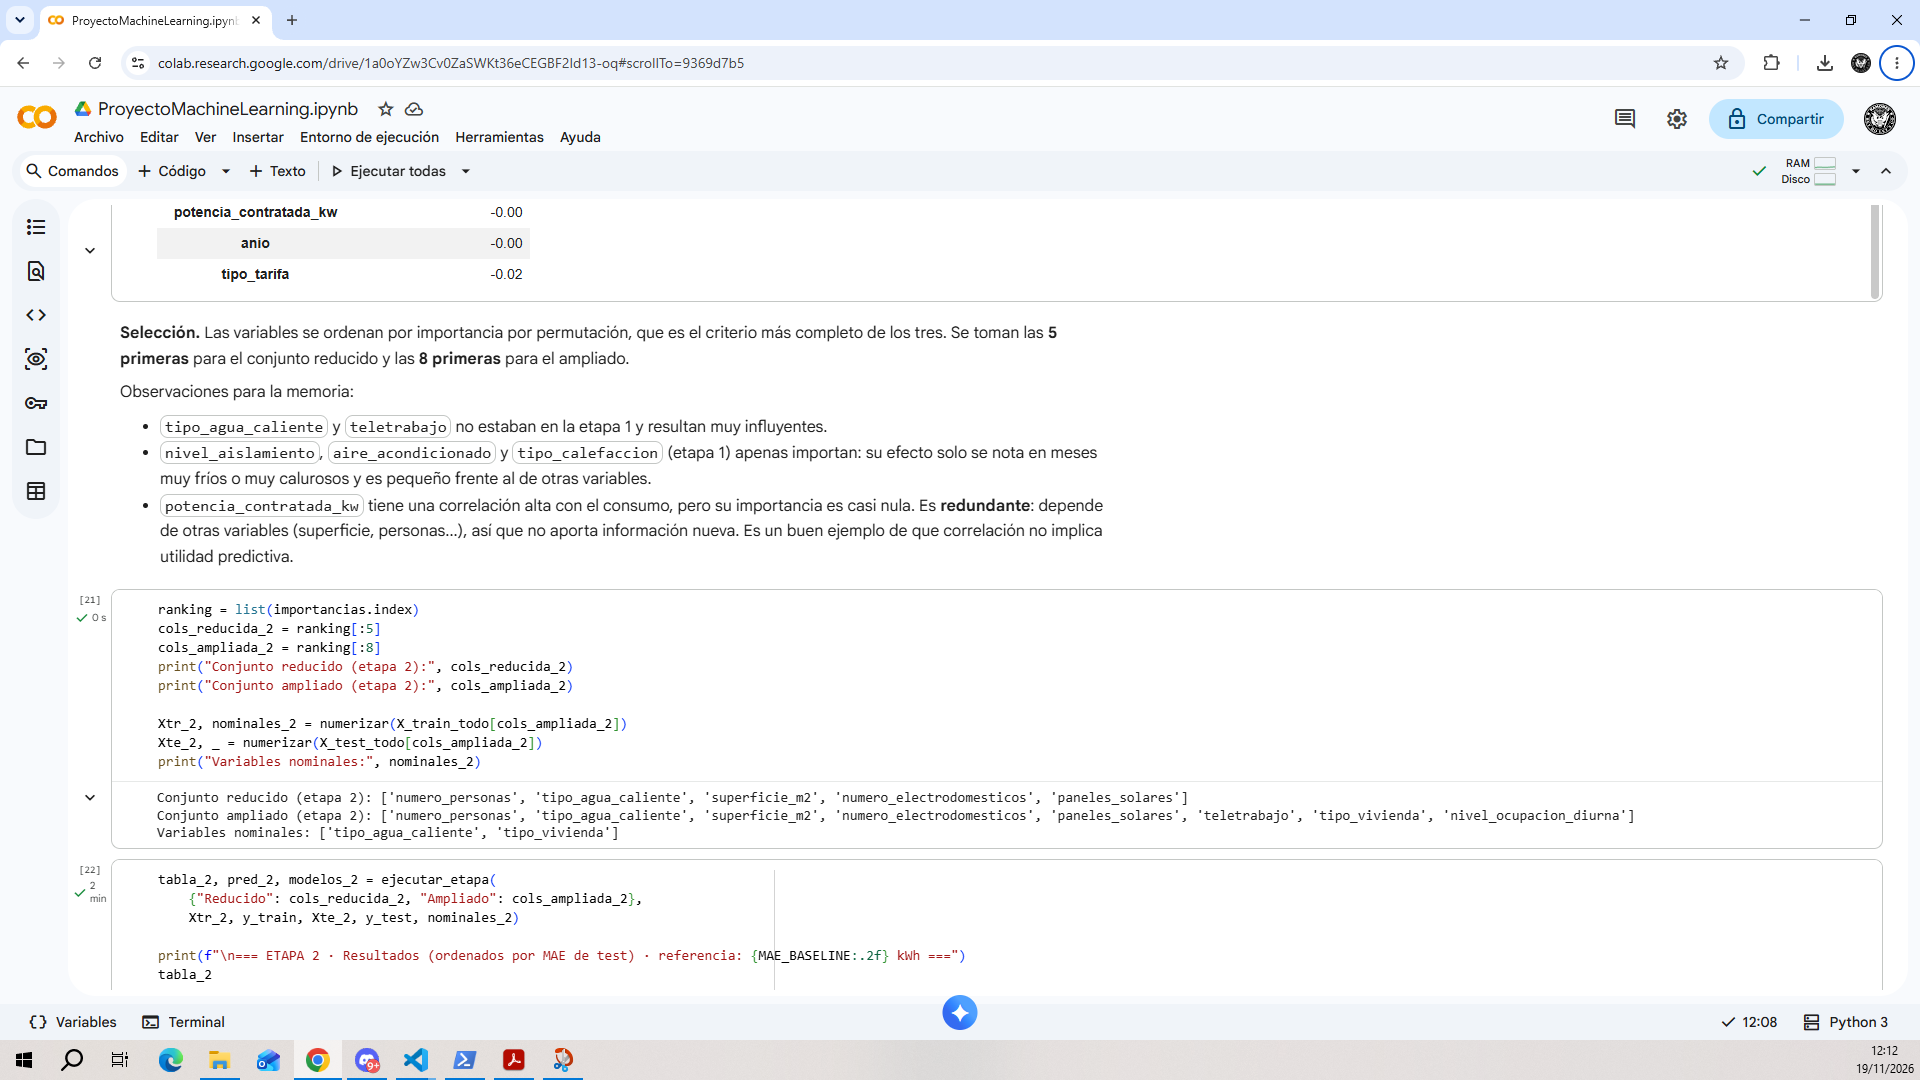 ProyectoMachineLearning.ipynb
colab.research.google.com/drive/1a0oYZw3Cv0ZaSWKt36eCEGBF2Id13-oq#scrollTo=9369d7b5
ProyectoMachineLearning.ipynb
Compartir
Archivo Editar Ver Insertar Entorno de ejecución Herramientas Ayuda
Comandos + Código + Texto Ejecutar todas
RAM
Disco
potencia_contratada_kw -0.00
anio -0.00
tipo_tarifa -0.02
Selección. Las variables se ordenan por importancia por permutación, que es el criterio más completo de los tres. Se toman las 5
primeras para el conjunto reducido y las 8 primeras para el ampliado.
Observaciones para la memoria:
• tipo_agua_caliente y teletrabajo no estaban en la etapa 1 y resultan muy influyentes.
• nivel_aislamiento, aire_acondicionado y tipo_calefaccion (etapa 1) apenas importan: su efecto solo se nota en meses
muy fríos o muy calurosos y es pequeño frente al de otras variables.
• potencia_contratada_kw tiene una correlación alta con el consumo, pero su importancia es casi nula. Es redundante: depende
de otras variables (superficie, personas...), así que no aporta información nueva. Es un buen ejemplo de que correlación no implica
utilidad predictiva.
[21]
0 s
ranking = list(importancias.index)
cols_reducida_2 = ranking[:5]
cols_ampliada_2 = ranking[:8]
print("Conjunto reducido (etapa 2):", cols_reducida_2)
print("Conjunto ampliado (etapa 2):", cols_ampliada_2)
Xtr_2, nominales_2 = numerizar(X_train_todo[cols_ampliada_2])
Xte_2, _ = numerizar(X_test_todo[cols_ampliada_2])
print("Variables nominales:", nominales_2)
Conjunto reducido (etapa 2): ['numero_personas', 'tipo_agua_caliente', 'superficie_m2', 'numero_electrodomesticos', 'paneles_solares']
Conjunto ampliado (etapa 2): ['numero_personas', 'tipo_agua_caliente', 'superficie_m2', 'numero_electrodomesticos', 'paneles_solares', 'teletrabajo', 'tipo_vivienda', 'nivel_ocupacion_diurna']
Variables nominales: ['tipo_agua_caliente', 'tipo_vivienda']
[22]
2
min
tabla_2, pred_2, modelos_2 = ejecutar_etapa(
{"Reducido": cols_reducida_2, "Ampliado": cols_ampliada_2},
Xtr_2, y_train, Xte_2, y_test, nominales_2)
print(f"\n=== ETAPA 2 · Resultados (ordenados por MAE de test) · referencia: {MAE_BASELINE:.2f} kWh ===")
tabla_2
Variables Terminal
12:08 Python 3
9+
12:12
19/11/2026